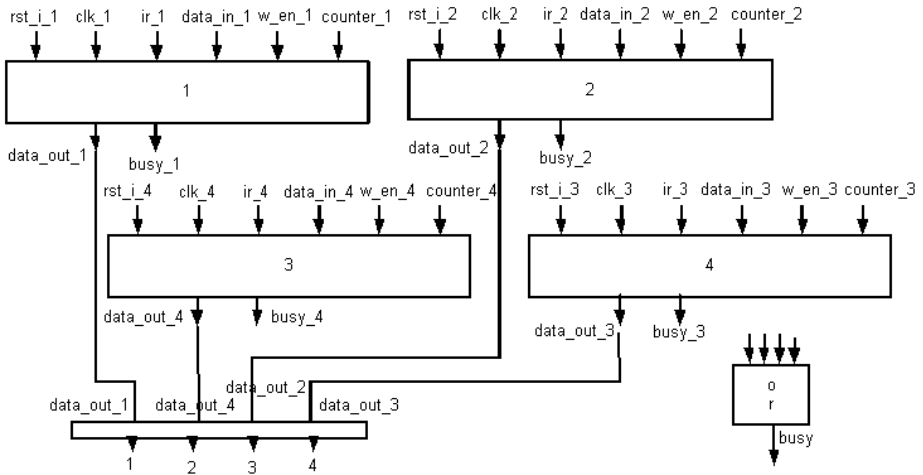 rst_i_1 clk_1 ir_1 data_in_1 w_en_1 counter_1
rst_i_2 clk_2 ir_2 data_in_2 w_en_2 counter_2
1
2
data_out_1 busy_1
data_out_2 busy_2
rst_i_4 clk_4 ir_4 data_in_4 w_en_4 counter_4
rst_i_3 clk_3 ir_3 data_in_3 w_en_3 counter_3
3
4
data_out_4 busy_4
data_out_3 busy_3
data_out_1 data_out_4 data_out_2 data_out_3
1 2 3 4
o
r
busy